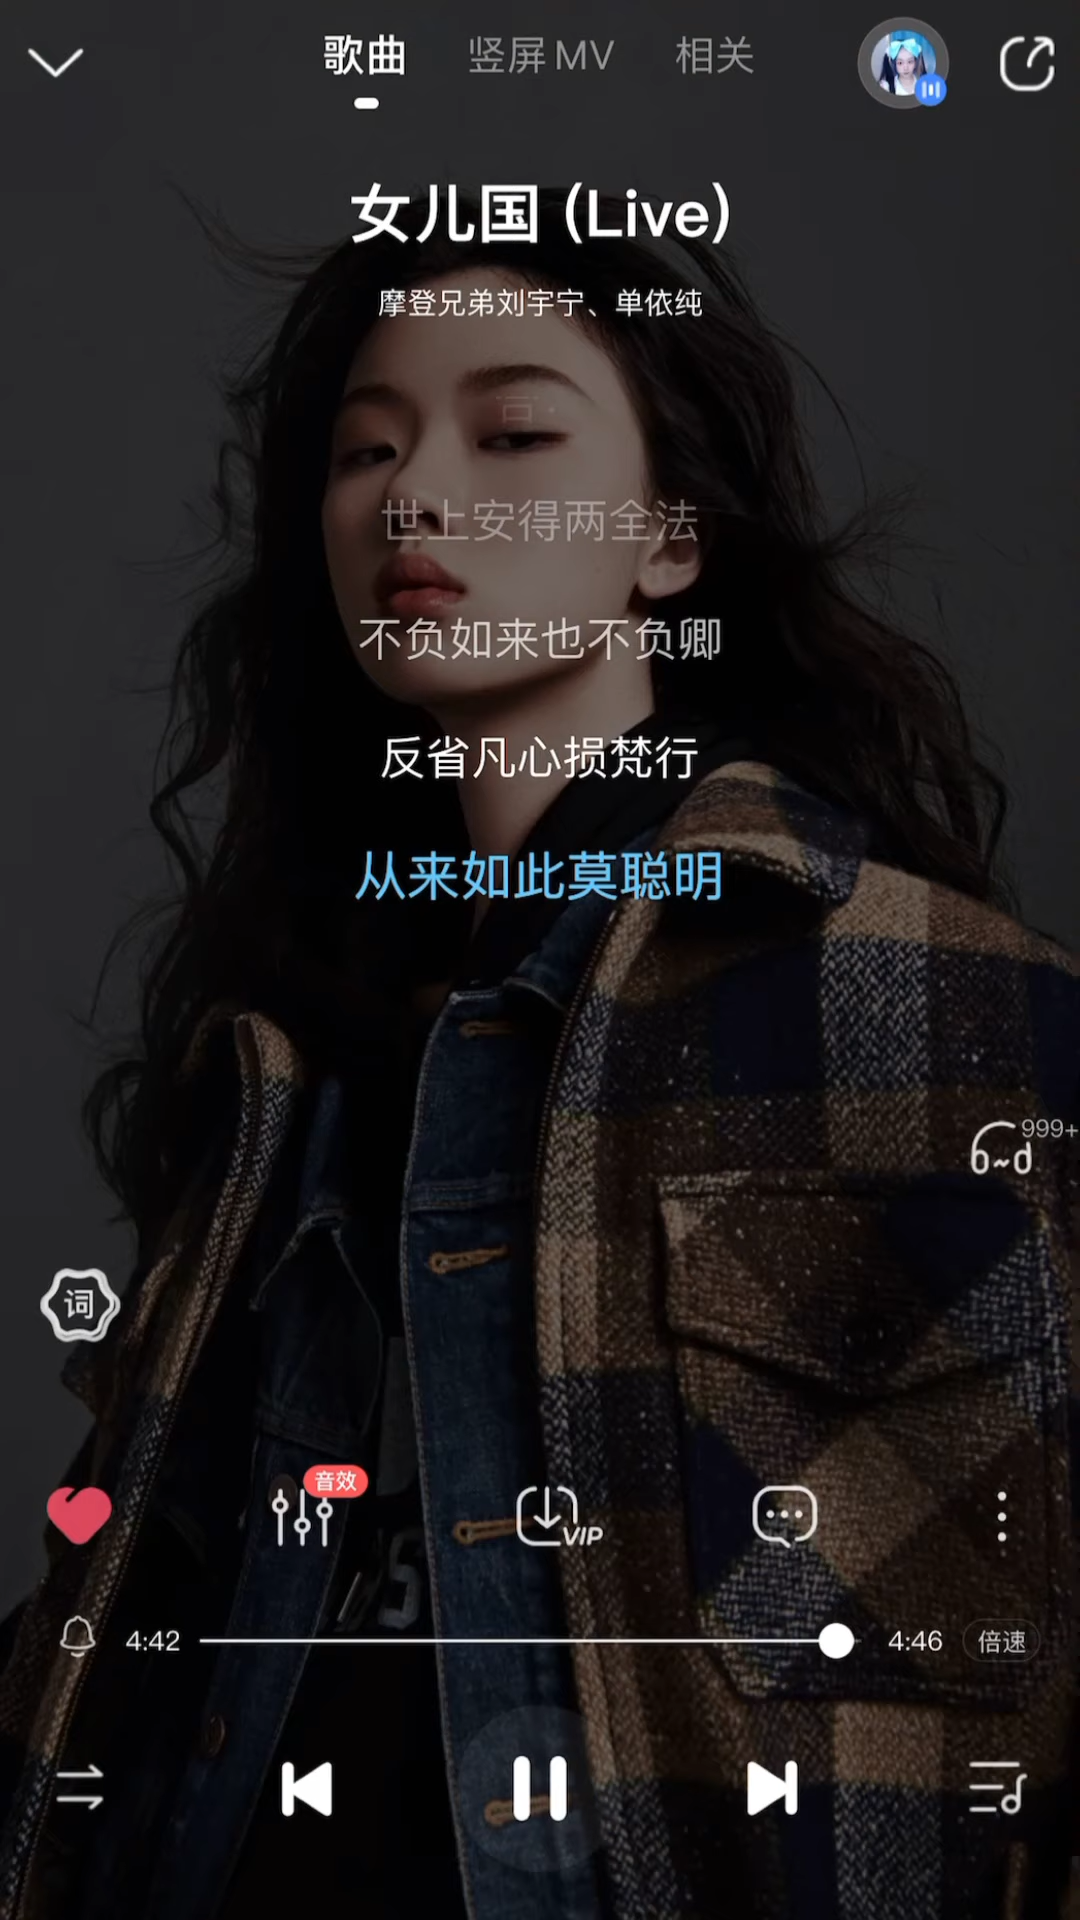 歌曲 竖屏MV 相关
女儿国 (Live)
摩登兄弟刘宇宁、单依纯
世上安得两全法
不负如来也不负卿
反省凡心损梵行
从来如此莫聪明
999+
词
音效
VIP
4:42 4:46 倍速